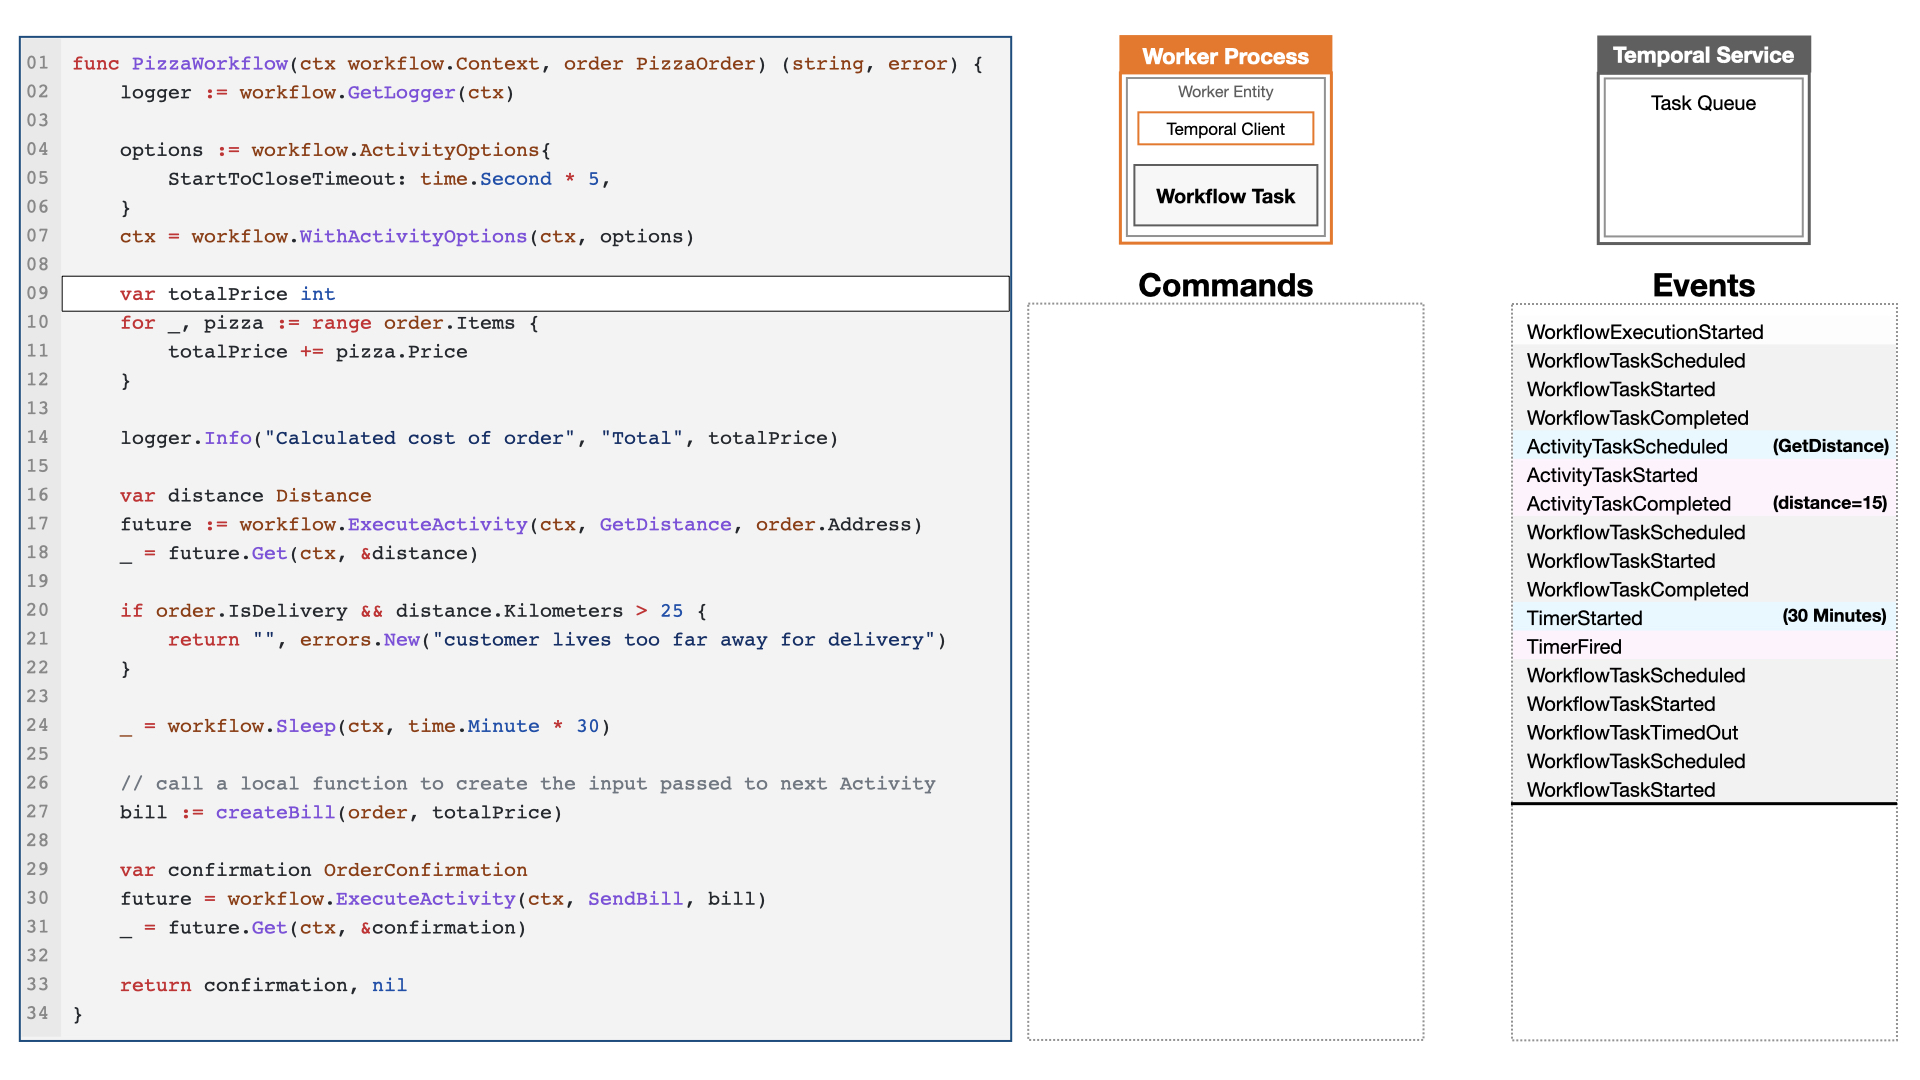 01 func PizzaWorkflow(ctx workflow.Context, order PizzaOrder) (string, error) {
02     logger := workflow.GetLogger(ctx)
03
04     options := workflow.ActivityOptions{
05         StartToCloseTimeout: time.Second * 5,
06     }
07     ctx = workflow.WithActivityOptions(ctx, options)
08
09     var totalPrice int
10     for _, pizza := range order.Items {
11         totalPrice += pizza.Price
12     }
13
14     logger.Info("Calculated cost of order", "Total", totalPrice)
15
16     var distance Distance
17     future := workflow.ExecuteActivity(ctx, GetDistance, order.Address)
18     _ = future.Get(ctx, &distance)
19
20     if order.IsDelivery && distance.Kilometers > 25 {
21         return "", errors.New("customer lives too far away for delivery")
22     }
23
24     _ = workflow.Sleep(ctx, time.Minute * 30)
25
26     // call a local function to create the input passed to next Activity
27     bill := createBill(order, totalPrice)
28
29     var confirmation OrderConfirmation
30     future = workflow.ExecuteActivity(ctx, SendBill, bill)
31     _ = future.Get(ctx, &confirmation)
32
33     return confirmation, nil
34 }
Worker Process
Worker Entity
Temporal Client
Workflow Task
Temporal Service
Task Queue
Commands
Events
WorkflowExecutionStarted
WorkflowTaskScheduled
WorkflowTaskStarted
WorkflowTaskCompleted
ActivityTaskScheduled (GetDistance)
ActivityTaskStarted
ActivityTaskCompleted (distance=15)
WorkflowTaskScheduled
WorkflowTaskStarted
WorkflowTaskCompleted
TimerStarted (30 Minutes)
TimerFired
WorkflowTaskScheduled
WorkflowTaskStarted
WorkflowTaskTimedOut
WorkflowTaskScheduled
WorkflowTaskStarted